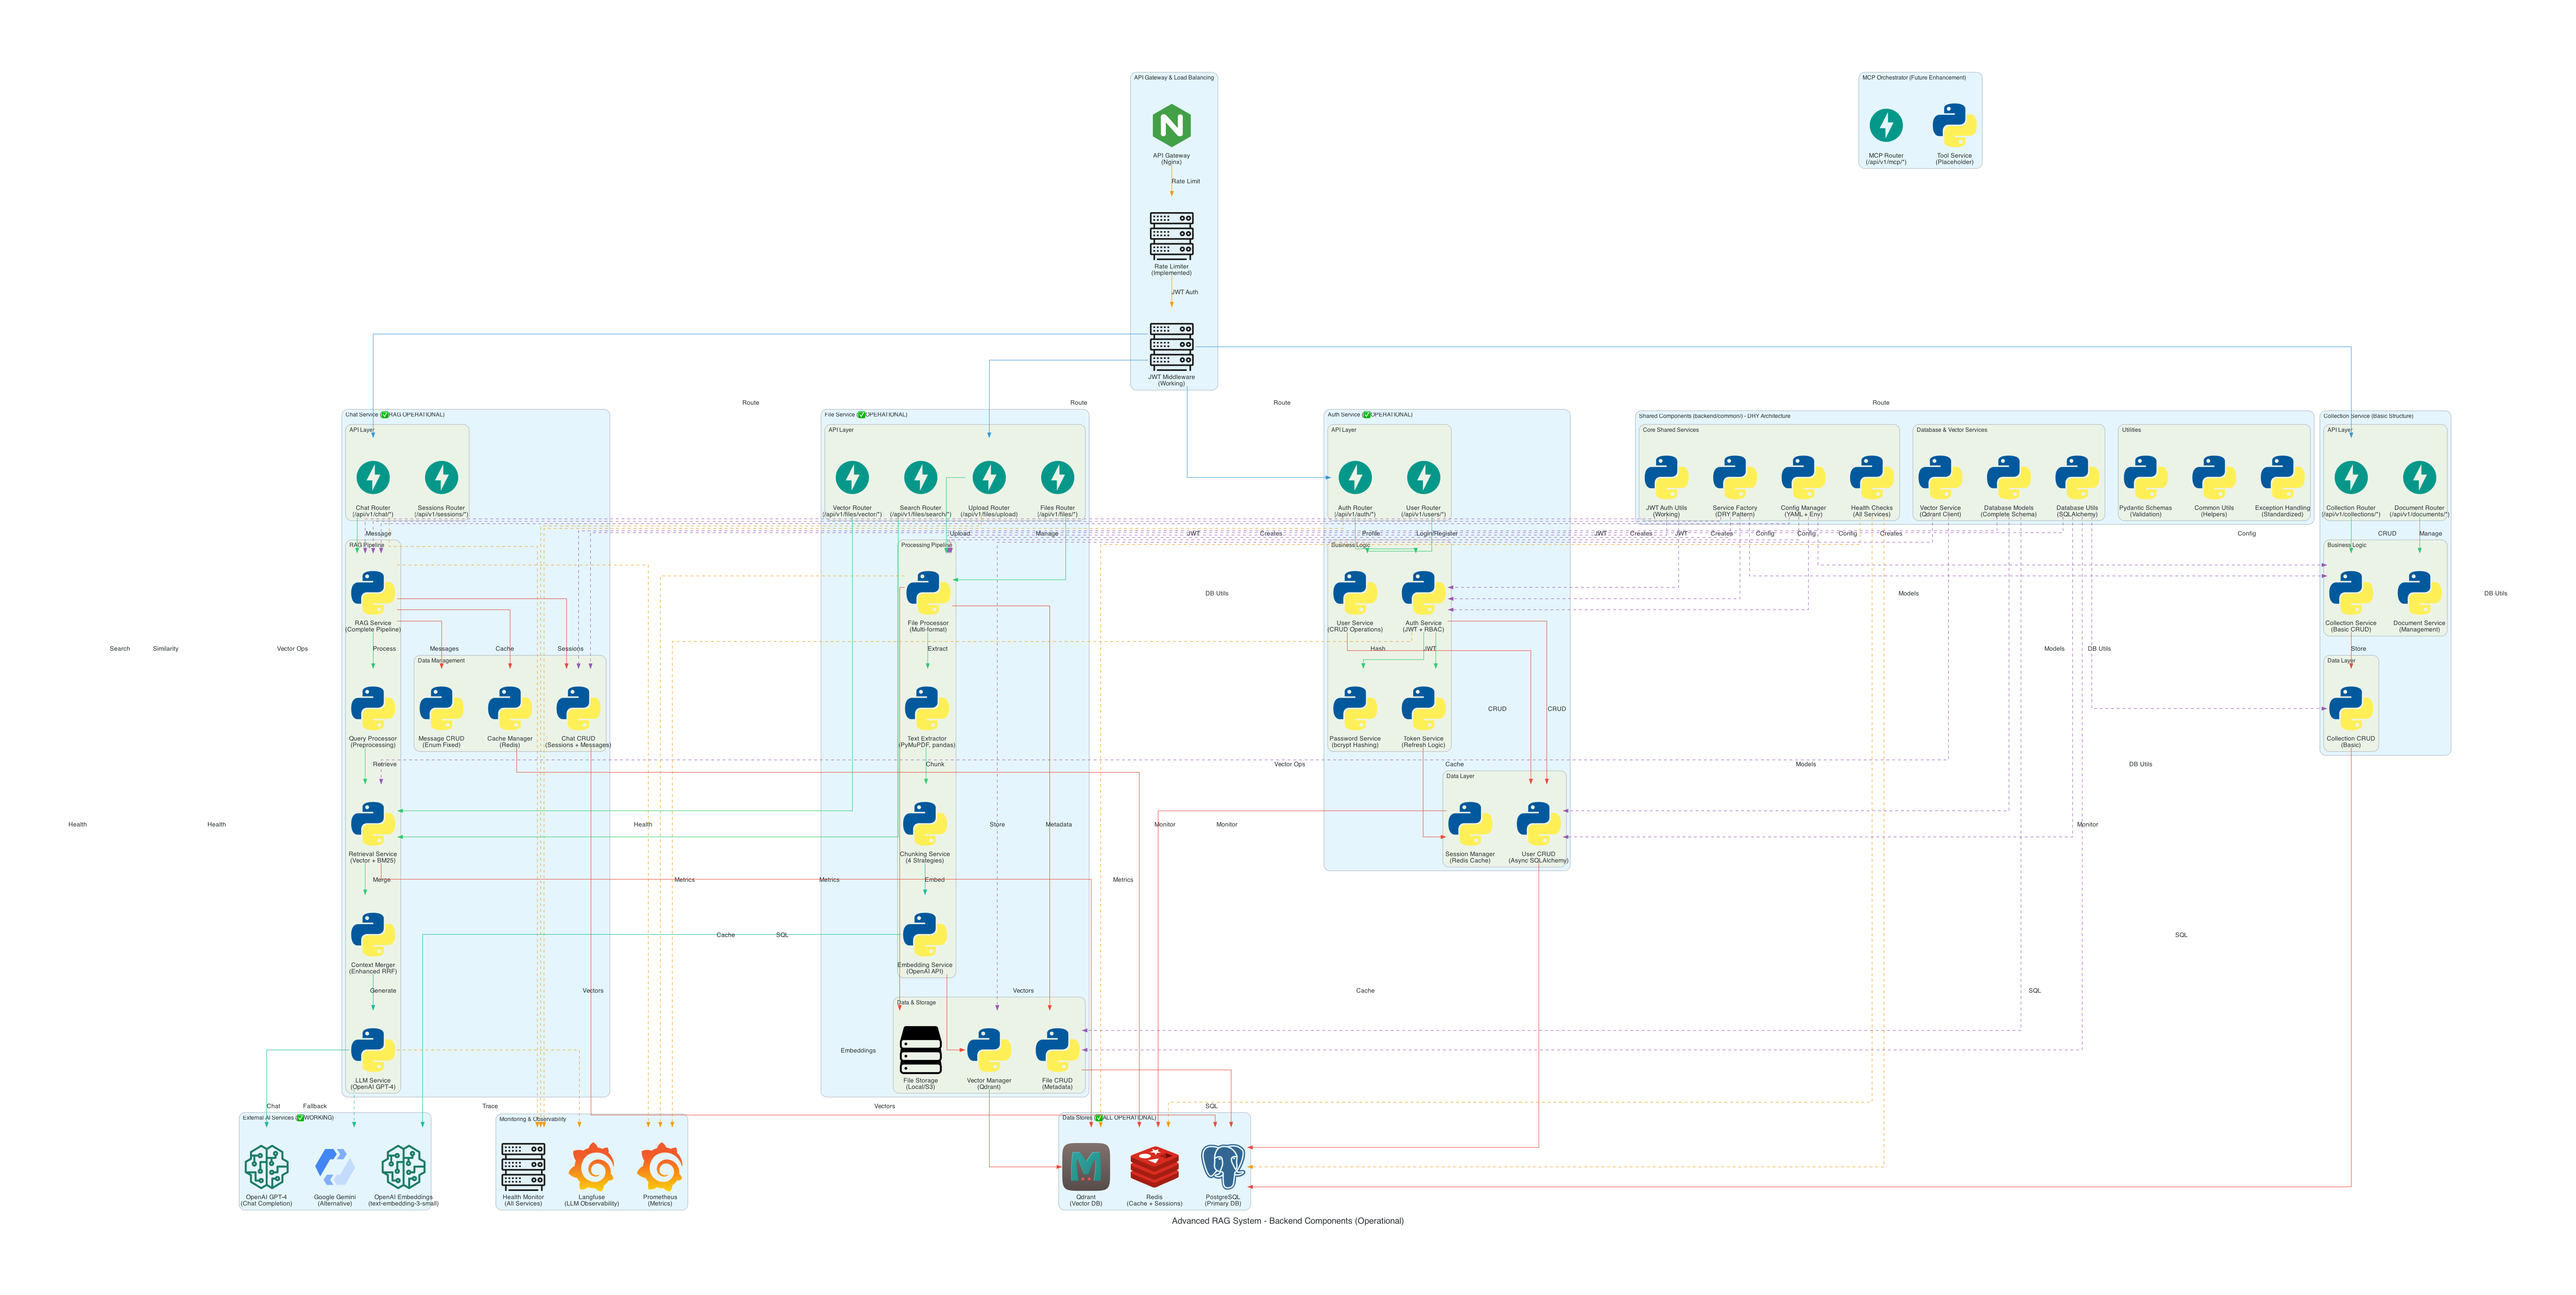 API Gateway & Load Balancing
API Gateway
(Nginx)
Rate Limit
Rate Limiter
(Implemented)
JWT Auth
JWT Middleware
(Working)
MCP Orchestrator (Future Enhancement)
MCP Router
(/api/v1/mcp/*)
Tool Service
(Placeholder)
Route
Route
Route
Route
Chat Service (✅RAG OPERATIONAL)
API Layer
Chat Router
(/api/v1/chat/*)
Sessions Router
(/api/v1/sessions/*)
Message
RAG Pipeline
RAG Service
(Complete Pipeline)
Process
Messages
Cache
Sessions
Data Management
Query Processor
(Preprocessing)
Message CRUD
(Enum Fixed)
Cache Manager
(Redis)
Chat CRUD
(Sessions + Messages)
Retrieve
Retrieval Service
(Vector + BM25)
Merge
Context Merger
(Enhanced RRF)
Generate
LLM Service
(OpenAI GPT-4)
File Service (✅OPERATIONAL)
API Layer
Vector Router
(/api/v1/files/vector/*)
Search Router
(/api/v1/files/search/*)
Upload Router
(/api/v1/files/upload)
Files Router
(/api/v1/files/*)
Upload
Manage
Processing Pipeline
File Processor
(Multi-format)
Extract
Text Extractor
(PyMuPDF, pandas)
Chunk
Chunking Service
(4 Strategies)
Store
Metadata
Embed
Embedding Service
(OpenAI API)
Vectors
Data & Storage
File Storage
(Local/S3)
Vector Manager
(Qdrant)
File CRUD
(Metadata)
Auth Service (✅OPERATIONAL)
API Layer
Auth Router
(/api/v1/auth/*)
User Router
(/api/v1/users/*)
Profile
Login/Register
Business Logic
User Service
(CRUD Operations)
Auth Service
(JWT + RBAC)
Hash
JWT
Password Service
(bcrypt Hashing)
Token Service
(Refresh Logic)
CRUD
CRUD
Cache
Data Layer
Session Manager
(Redis Cache)
User CRUD
(Async SQLAlchemy)
Shared Components (backend/common/) - DRY Architecture
Core Shared Services
JWT Auth Utils
(Working)
Service Factory
(DRY Pattern)
Config Manager
(YAML + Env)
Health Checks
(All Services)
Database & Vector Services
Vector Service
(Qdrant Client)
Database Models
(Complete Schema)
Database Utils
(SQLAlchemy)
Utilities
Pydantic Schemas
(Validation)
Common Utils
(Helpers)
Exception Handling
(Standardized)
Collection Service (Basic Structure)
API Layer
Collection Router
(/api/v1/collections/*)
Document Router
(/api/v1/documents/*)
CRUD
Manage
Business Logic
Collection Service
(Basic CRUD)
Document Service
(Management)
Store
Data Layer
Collection CRUD
(Basic)
JWT
Creates
JWT
Creates
JWT
Creates
Config
Config
Config
Creates
Config
DB Utils
Models
DB Utils
Search
Similarity
Vector Ops
Models
DB Utils
Vector Ops
Models
DB Utils
Health
Health
Health
Monitor
Monitor
Monitor
Metrics
Metrics
Metrics
Cache
SQL
SQL
Vectors
Cache
SQL
Embeddings
Chat
Fallback
Trace
Vectors
SQL
External AI Services (✅WORKING)
OpenAI GPT-4
(Chat Completion)
Google Gemini
(Alternative)
OpenAI Embeddings
(text-embedding-3-small)
Monitoring & Observability
Health Monitor
(All Services)
Langfuse
(LLM Observability)
Prometheus
(Metrics)
Data Stores (✅ALL OPERATIONAL)
Qdrant
(Vector DB)
Redis
(Cache + Sessions)
PostgreSQL
(Primary DB)
Advanced RAG System - Backend Components (Operational)